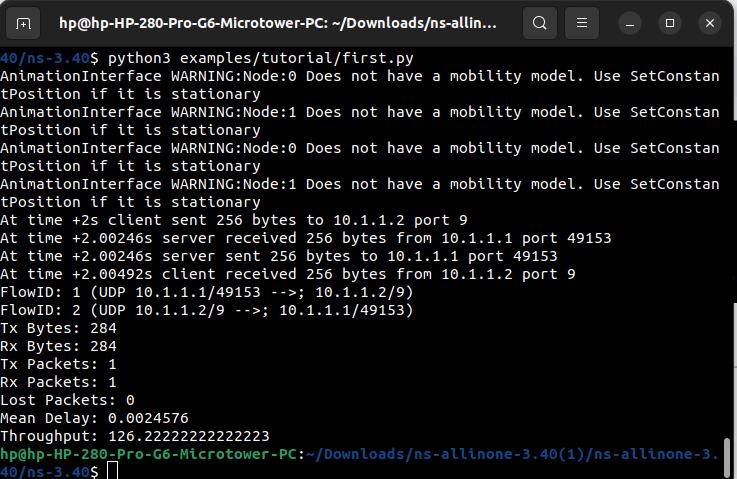 hp@hp-HP-280-Pro-G6-Microtower-PC: ~/Downloads/ns-allin...
40/ns-3.40$ python3 examples/tutorial/first.py
AnimationInterface WARNING:Node:0 Does not have a mobility model. Use SetConstan
tPosition if it is stationary
AnimationInterface WARNING:Node:1 Does not have a mobility model. Use SetConstan
tPosition if it is stationary
AnimationInterface WARNING:Node:0 Does not have a mobility model. Use SetConstan
tPosition if it is stationary
AnimationInterface WARNING:Node:1 Does not have a mobility model. Use SetConstan
tPosition if it is stationary
At time +2s client sent 256 bytes to 10.1.1.2 port 9
At time +2.00246s server received 256 bytes from 10.1.1.1 port 49153
At time +2.00246s server sent 256 bytes to 10.1.1.1 port 49153
At time +2.00492s client received 256 bytes from 10.1.1.2 port 9
FlowID: 1 (UDP 10.1.1.1/49153 -->; 10.1.1.2/9)
FlowID: 2 (UDP 10.1.1.2/9 -->; 10.1.1.1/49153)
Tx Bytes: 284
Rx Bytes: 284
Tx Packets: 1
Rx Packets: 1
Lost Packets: 0
Mean Delay: 0.0024576
Throughput: 126.22222222222223
hp@hp-HP-280-Pro-G6-Microtower-PC:~/Downloads/ns-allinone-3.40(1)/ns-allinone-3.
40/ns-3.40$